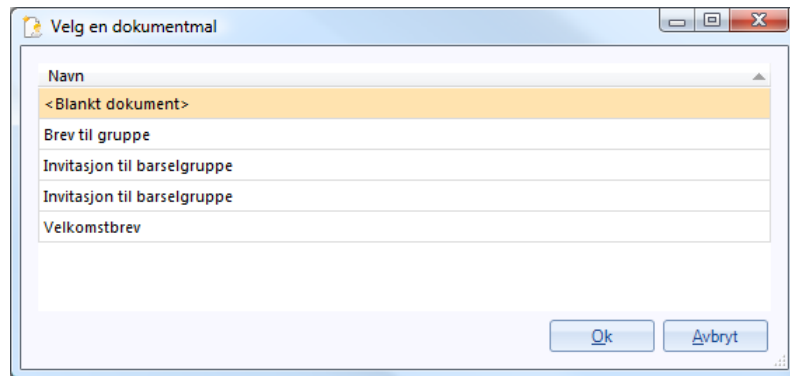 Velg en dokumentmal
Navn
<Blankt dokument>
Brev til gruppe
Invitasjon til barselgruppe
Invitasjon til barselgruppe
Velkomstbrev
Ok Avbryt